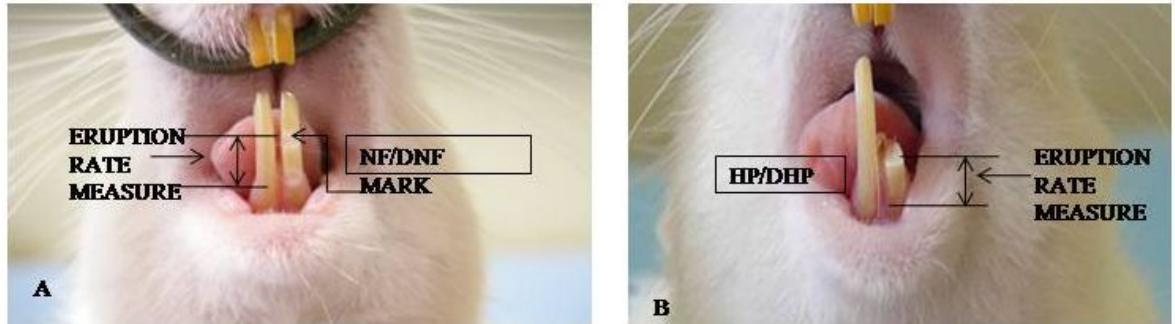 ERUPTION
RATE
MEASURE
NF/DNF
MARK
A
HP/DHP
ERUPTION
RATE
MEASURE
B